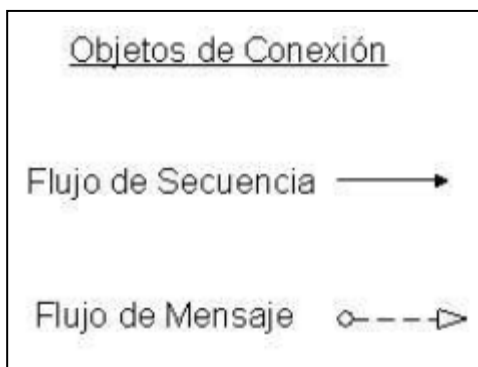 Objetos de Conexión
Flujo de Secuencia
Flujo de Mensaje